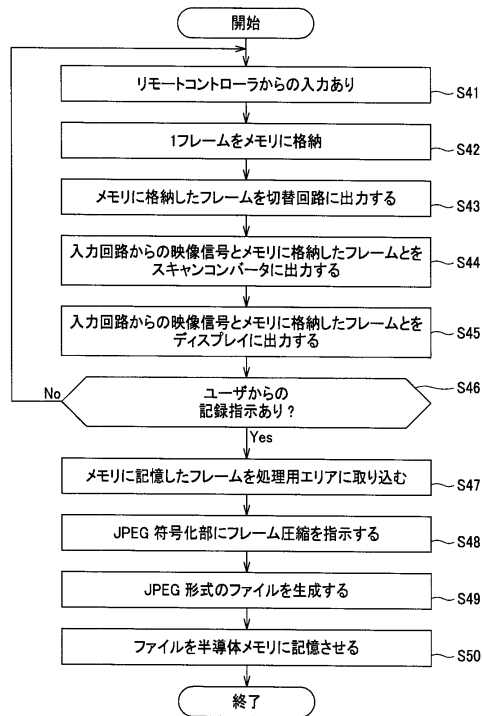 開始
リモートコントローラからの入力あり
S41
1フレームをメモリに格納
S42
メモリに格納したフレームを切替回路に出力する
S43
入力回路からの映像信号とメモリに格納したフレームとを
スキャンコンバータに出力する
S44
入力回路からの映像信号とメモリに格納したフレームとを
ディスプレイに出力する
S45
ユーザからの
記録指示あり?
S46
No
Yes
メモリに記憶したフレームを処理用エリアに取り込む
S47
JPEG 符号化部にフレーム圧縮を指示する
S48
JPEG 形式のファイルを生成する
S49
ファイルを半導体メモリに記憶させる
S50
終了